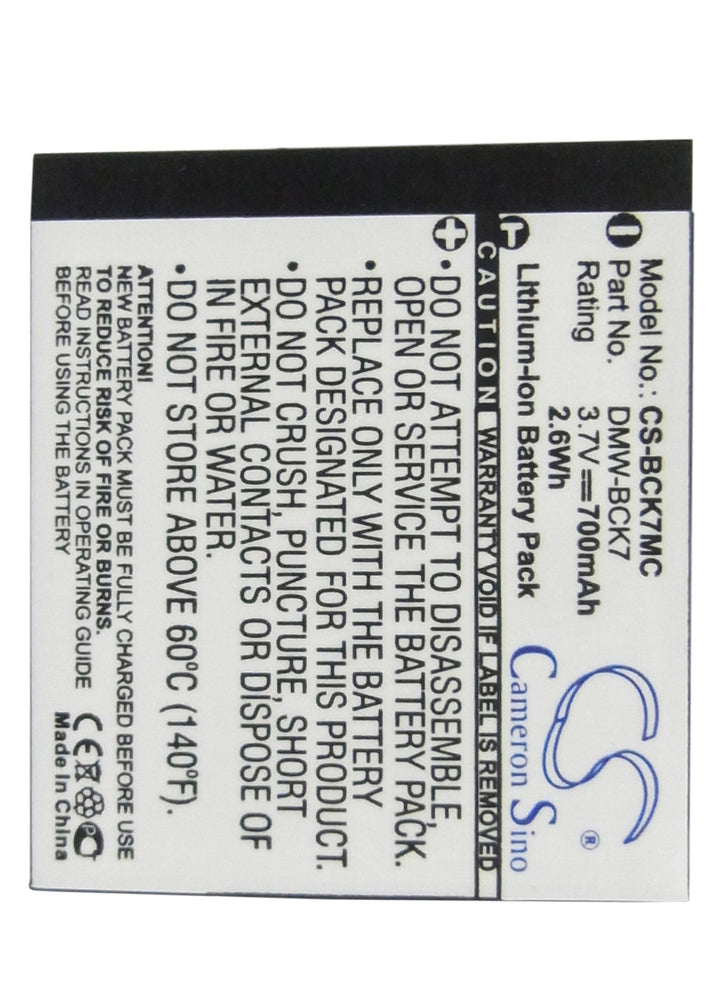 Model No.: CS-BCK7MC
Part No. DMW-BCK7
Rating 3.7V 700mAh
2.6Wh
Lithium-Ion Battery Pack
CS®
Cameron Sino
CAUTION WARRANTY VOID IF LABEL IS REMOVED
•DO NOT ATTEMPT TO DISASSEMBLE,
OPEN OR SERVICE THE BATTERY PACK.
•REPLACE ONLY WITH THE BATTERY
PACK DESIGNATED FOR THIS PRODUCT.
•DO NOT CRUSH, PUNCTURE, SHORT
EXTERNAL CONTACTS OR DISPOSE OF
IN FIRE OR WATER.
•DO NOT STORE ABOVE 60ºC (140ºF).
ATTENTION!
NEW BATTERY PACK MUST BE FULLY CHARGED BEFORE USE
TO REDUCE RISK OF FIRE OR BURNS.
READ INSTRUCTIONS IN OPERATING GUIDE
BEFORE USING THE BATTERY
CE PC
Made In China
T